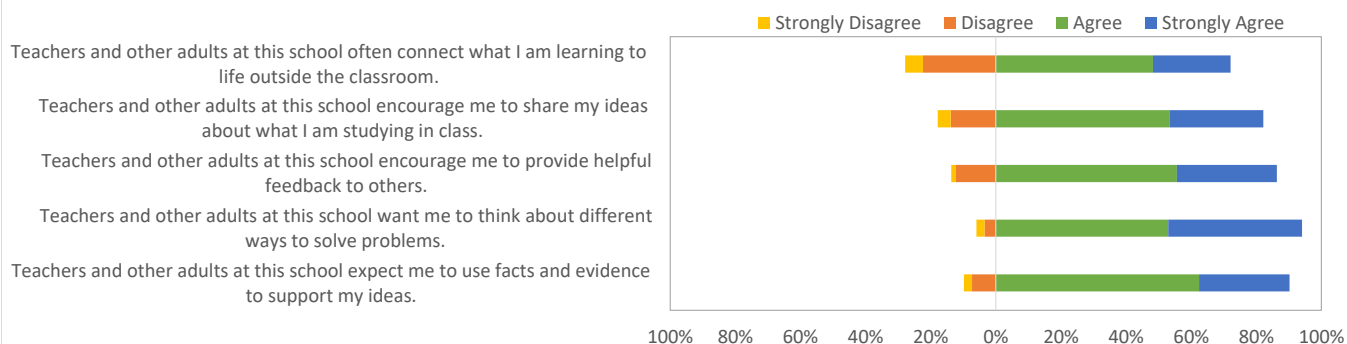 Strongly Disagree Disagree Agree Strongly Agree
Teachers and other adults at this school often connect what I am learning to
life outside the classroom.
Teachers and other adults at this school encourage me to share my ideas
about what I am studying in class.
Teachers and other adults at this school encourage me to provide helpful
feedback to others.
Teachers and other adults at this school want me to think about different
ways to solve problems.
Teachers and other adults at this school expect me to use facts and evidence
to support my ideas.
100% 80% 60% 40% 20% 0% 20% 40% 60% 80% 100%